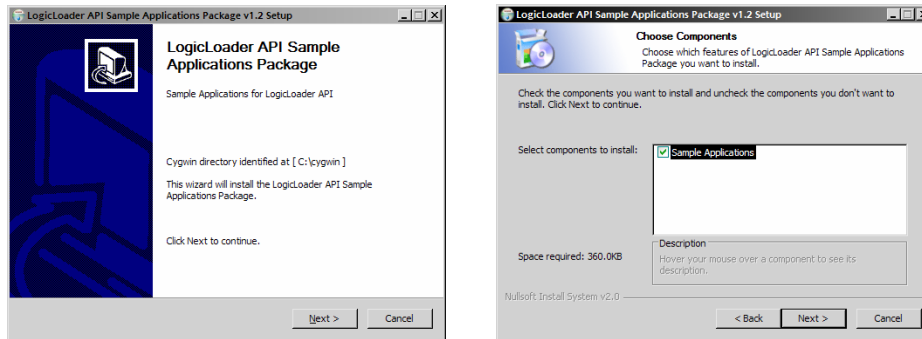 LogicLoader API Sample Applications Package v1.2 Setup
LogicLoader API Sample
Applications Package
Sample Applications for LogicLoader API
Cygwin directory identified at [ C:\cygwin ]
This wizard will install the LogicLoader API Sample
Applications Package.
Click Next to continue.
Next >
Cancel
LogicLoader API Sample Applications Package v1.2 Setup
Choose Components
Choose which features of LogicLoader API Sample Applications
Package you want to install.
Check the components you want to install and uncheck the components you don't want to
install. Click Next to continue.
Select components to install:
Sample Applications
Space required: 360.0KB
Description
Hover your mouse over a component to see its
description.
Nullsoft Install System v2.0
< Back
Next >
Cancel